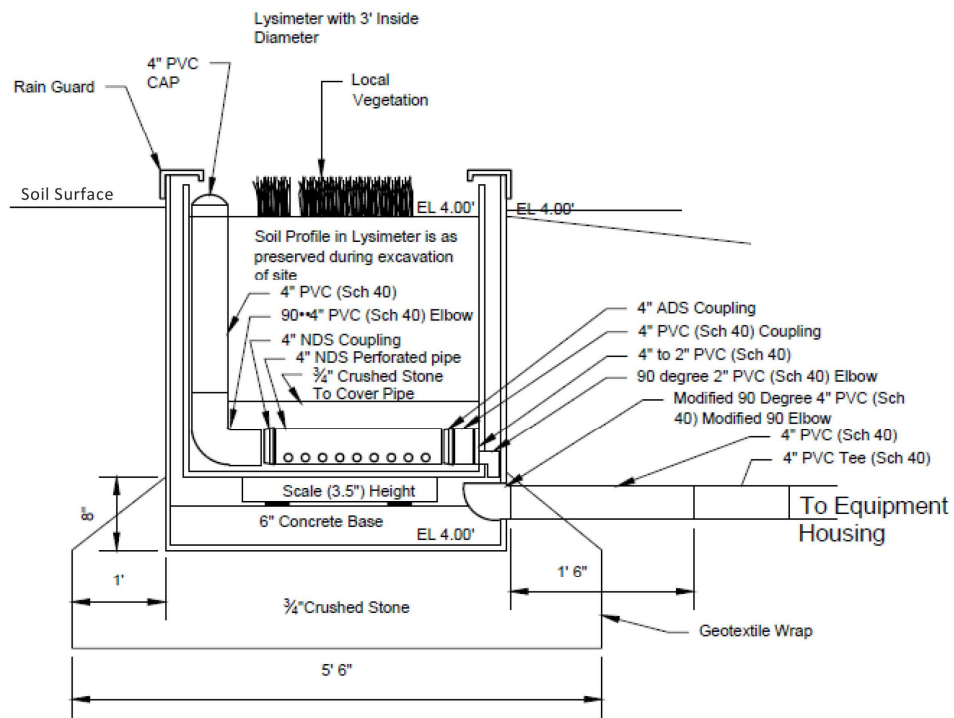 Lysimeter with 3' Inside
Diameter
4" PVC
CAP
Rain Guard
Local
Vegetation
Soil Surface
EL 4.00'
EL 4.00'
Soil Profile in Lysimeter is as
preserved during excavation
of site
4" PVC (Sch 40)
90••4" PVC (Sch 40) Elbow
4" NDS Coupling
4" NDS Perforated pipe
¾" Crushed Stone
To Cover Pipe
4" ADS Coupling
4" PVC (Sch 40) Coupling
4" to 2" PVC (Sch 40)
90 degree 2" PVC (Sch 40) Elbow
Modified 90 Degree 4" PVC (Sch
40) Modified 90 Elbow
4" PVC (Sch 40)
4" PVC Tee (Sch 40)
Scale (3.5") Height
To Equipment
Housing
8"
6" Concrete Base
EL 4.00'
1'
1' 6"
¾"Crushed Stone
Geotextile Wrap
5' 6"